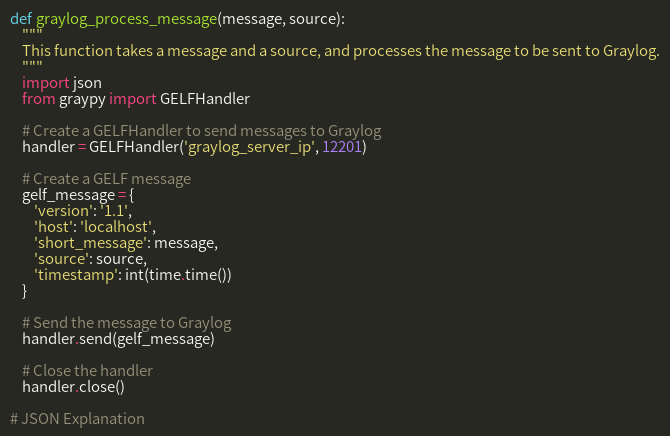 def graylog_process_message(message, source):
    """
    This function takes a message and a source, and processes the message to be sent to Graylog.
    """
    import json
    from graypy import GELFHandler

    # Create a GELFHandler to send messages to Graylog
    handler = GELFHandler('graylog_server_ip', 12201)

    # Create a GELF message
    gelf_message = {
        'version': '1.1',
        'host': 'localhost',
        'short_message': message,
        'source': source,
        'timestamp': int(time.time())
    }

    # Send the message to Graylog
    handler.send(gelf_message)

    # Close the handler
    handler.close()

# JSON Explanation